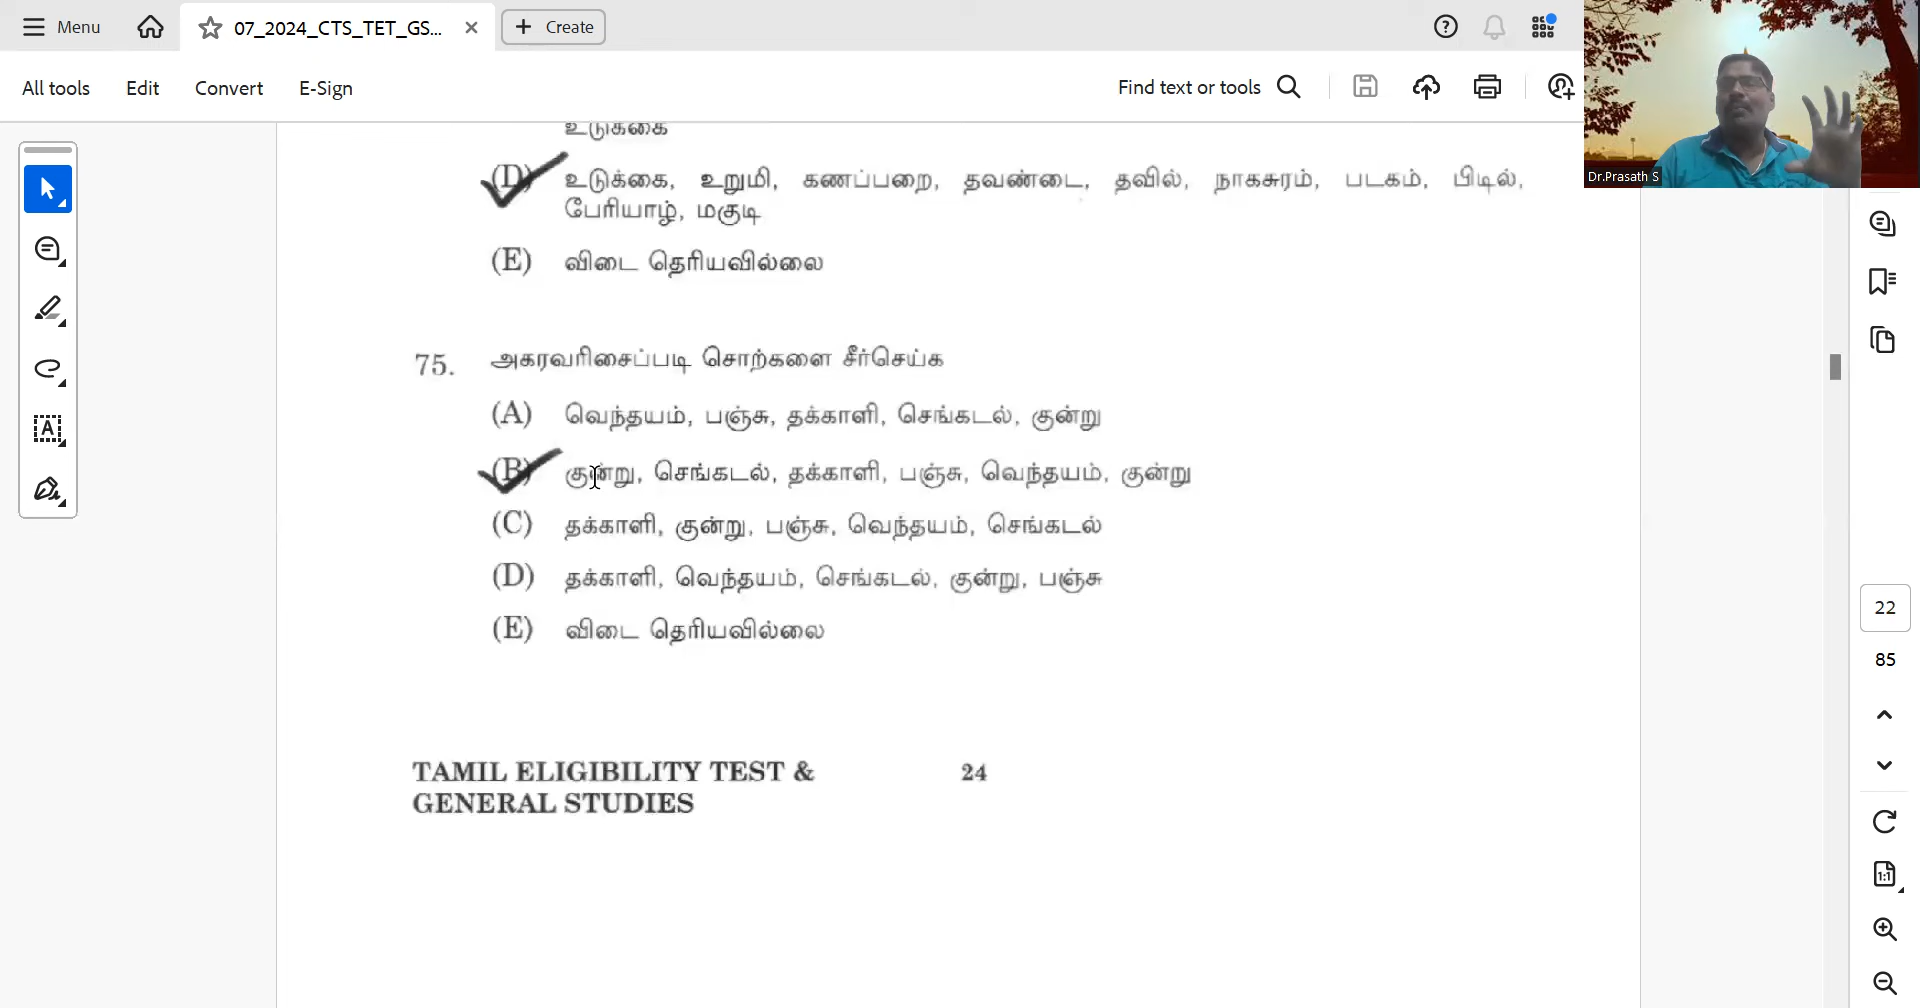 Menu
07_2024_CTS_TET_GS...
Create
All tools
Edit
Convert
E-Sign
Find text or tools
Dr.Prasath S
உடுக்கை
(D) உடுக்கை, உறுமி, கணப்பறை, தவண்டை, தவில், நாகசுரம், படகம், பிடில்,
பேரியாழ், மகுடி
(E) விடை தெரியவில்லை
75. அகரவரிசைப்படி சொற்களை சீர்செய்க
(A) வெந்தயம், பஞ்சு, தக்காளி, செங்கடல், குன்று
(B) குன்று, செங்கடல், தக்காளி, பஞ்சு, வெந்தயம், குன்று
(C) தக்காளி, குன்று, பஞ்சு, வெந்தயம், செங்கடல்
(D) தக்காளி, வெந்தயம், செங்கடல், குன்று, பஞ்சு
(E) விடை தெரியவில்லை
TAMIL ELIGIBILITY TEST & 24
GENERAL STUDIES
22
85